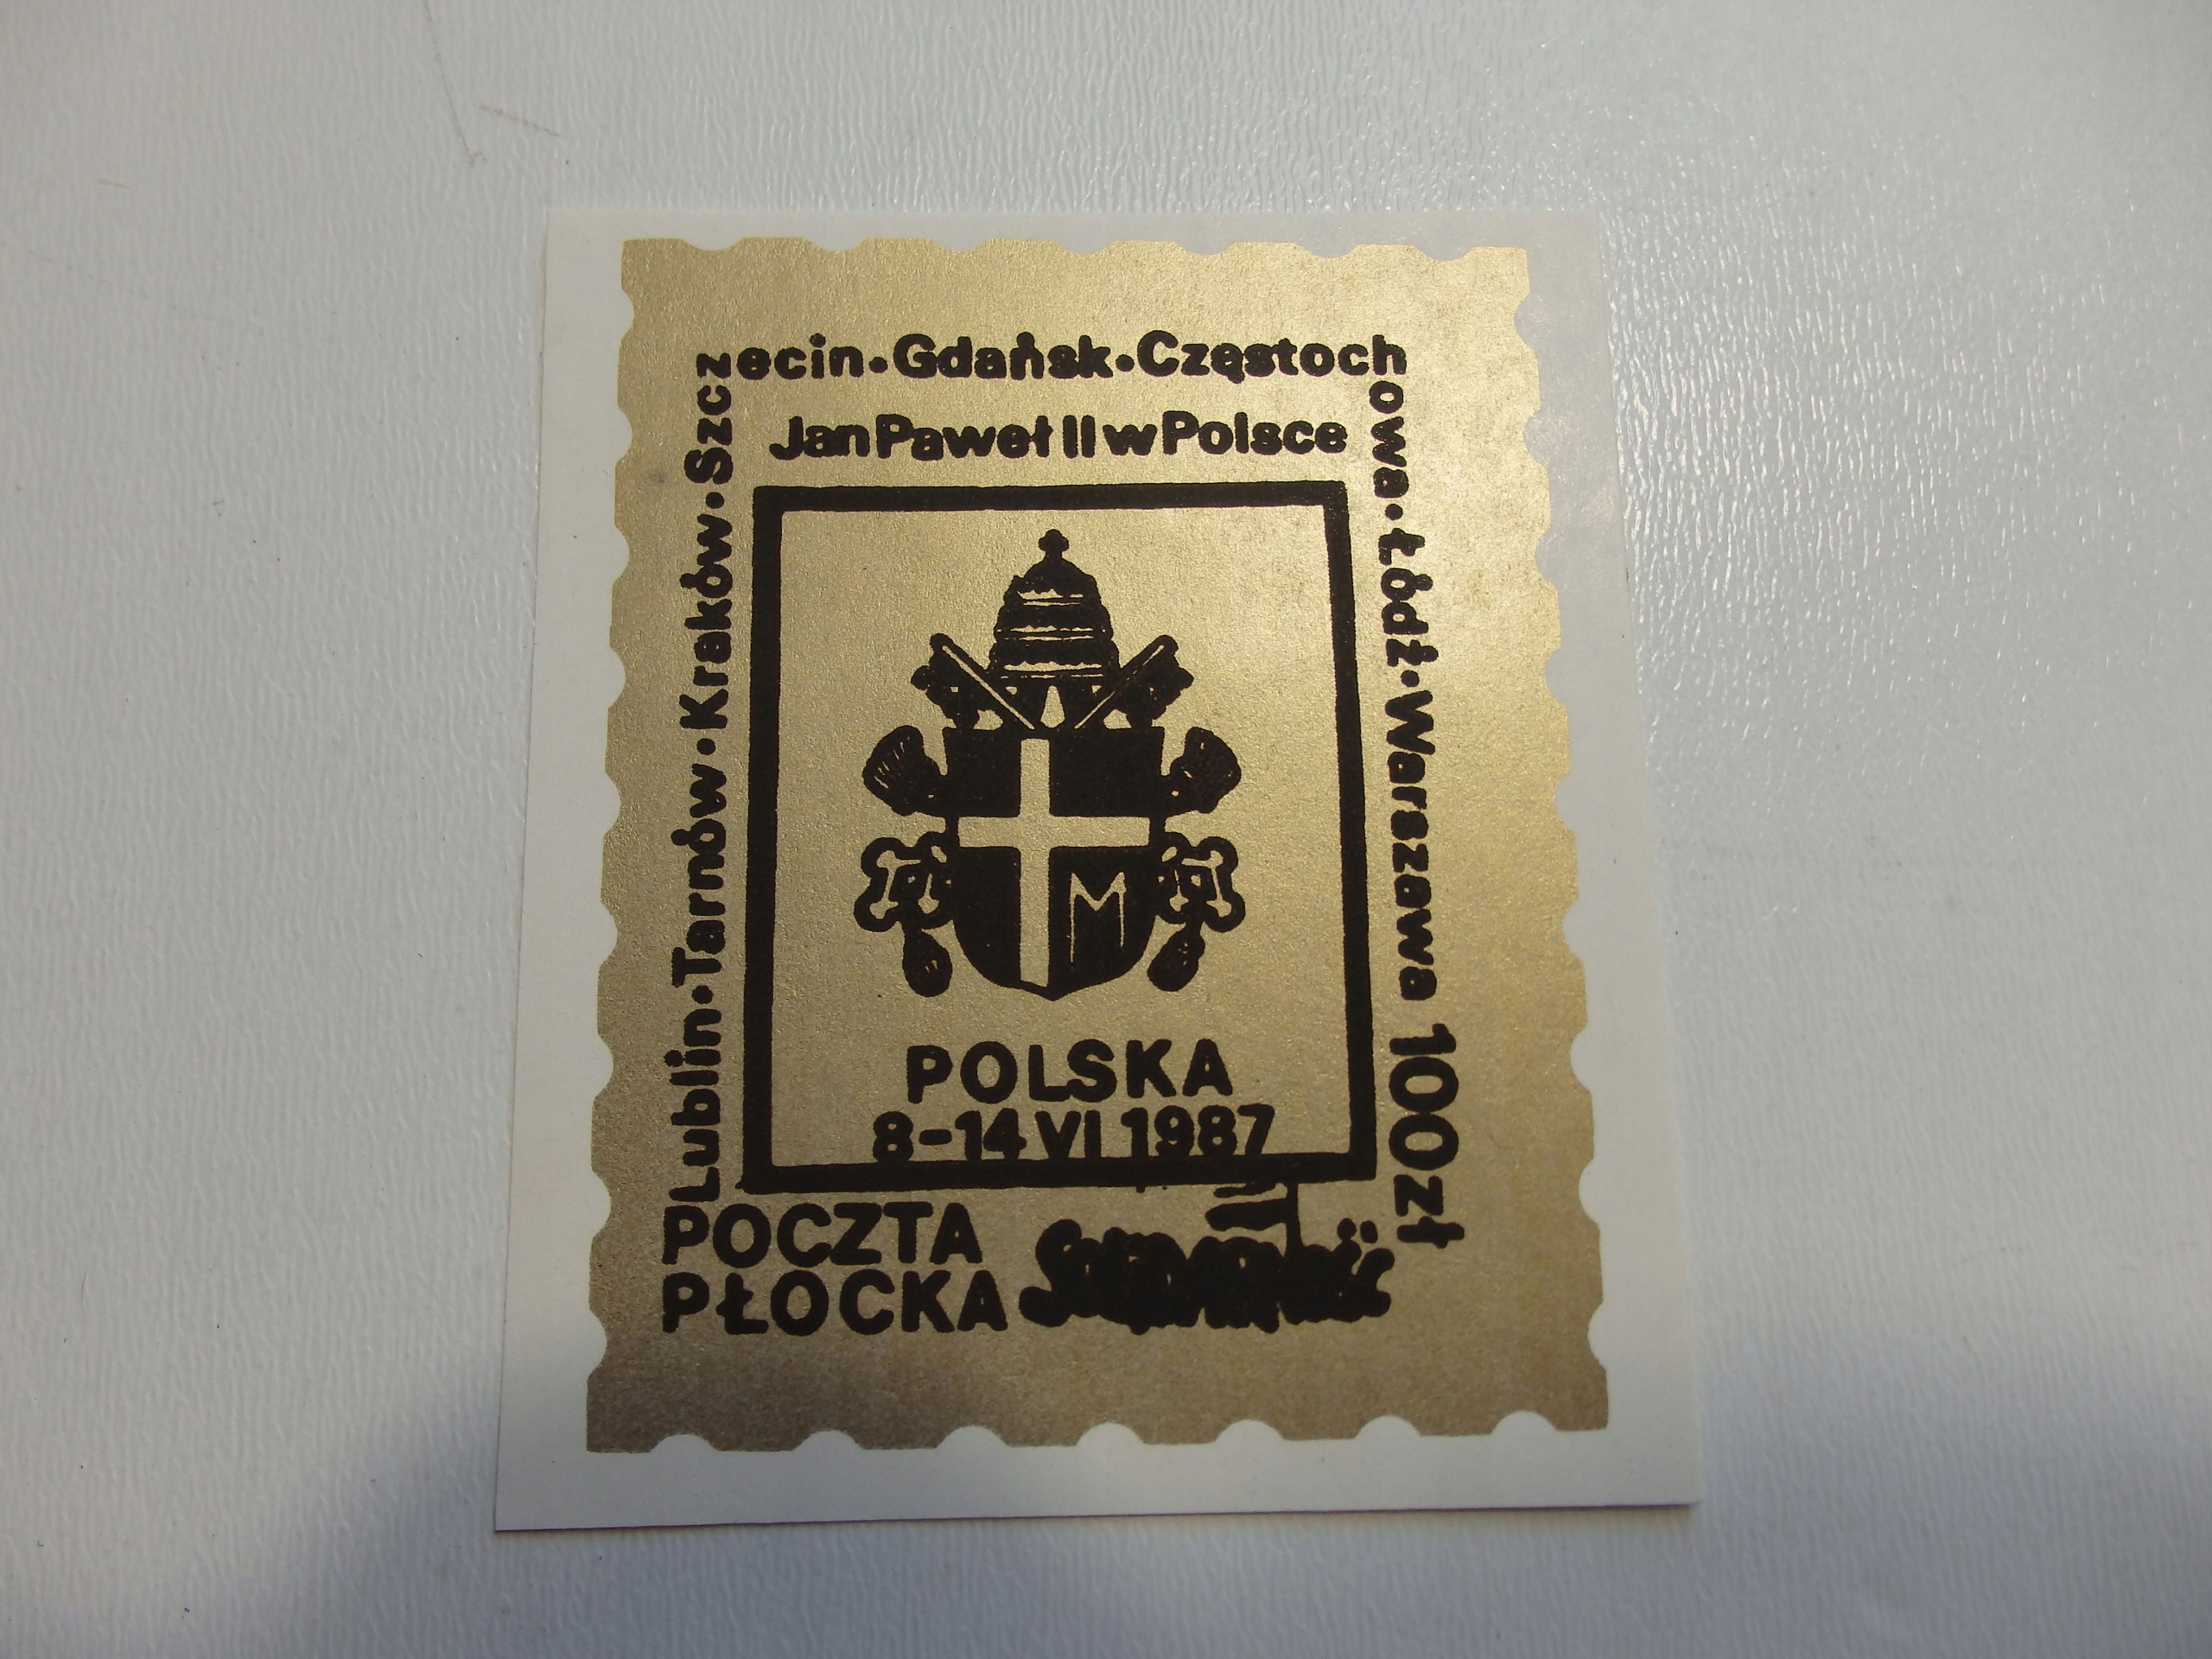 Lublin•Tarnów•Kraków•Szczecin•Gdańsk•Częstochowa•Łódź•Warszawa 100zł
Jan Paweł II w Polsce
M
POLSKA
8-14 VI 1987
POCZTA
PŁOCKA
Solidarność